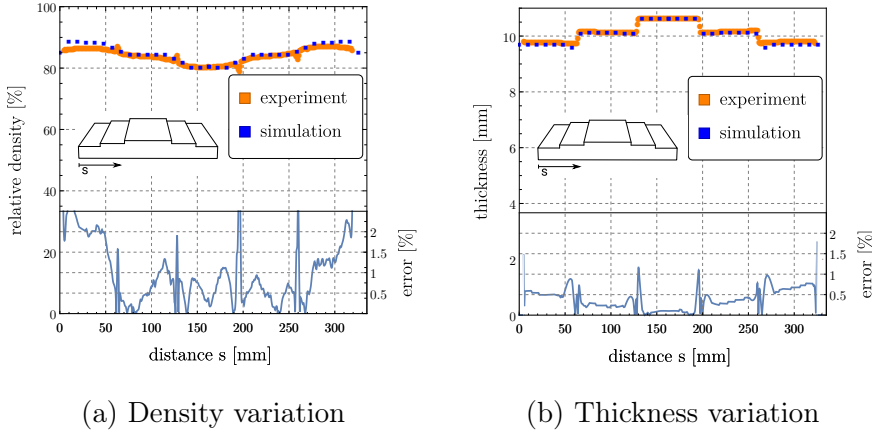 100
80
60
40
20
0
relative density [%]
experiment
simulation
s
2
1.5
1
0.5
error [%]
0 50 100 150 200 250 300
distance s [mm]
(a) Density variation
10
8
6
4
2
0
thickness [mm]
experiment
simulation
s
2
1.5
1
0.5
error [%]
0 50 100 150 200 250 300
distance s [mm]
(b) Thickness variation